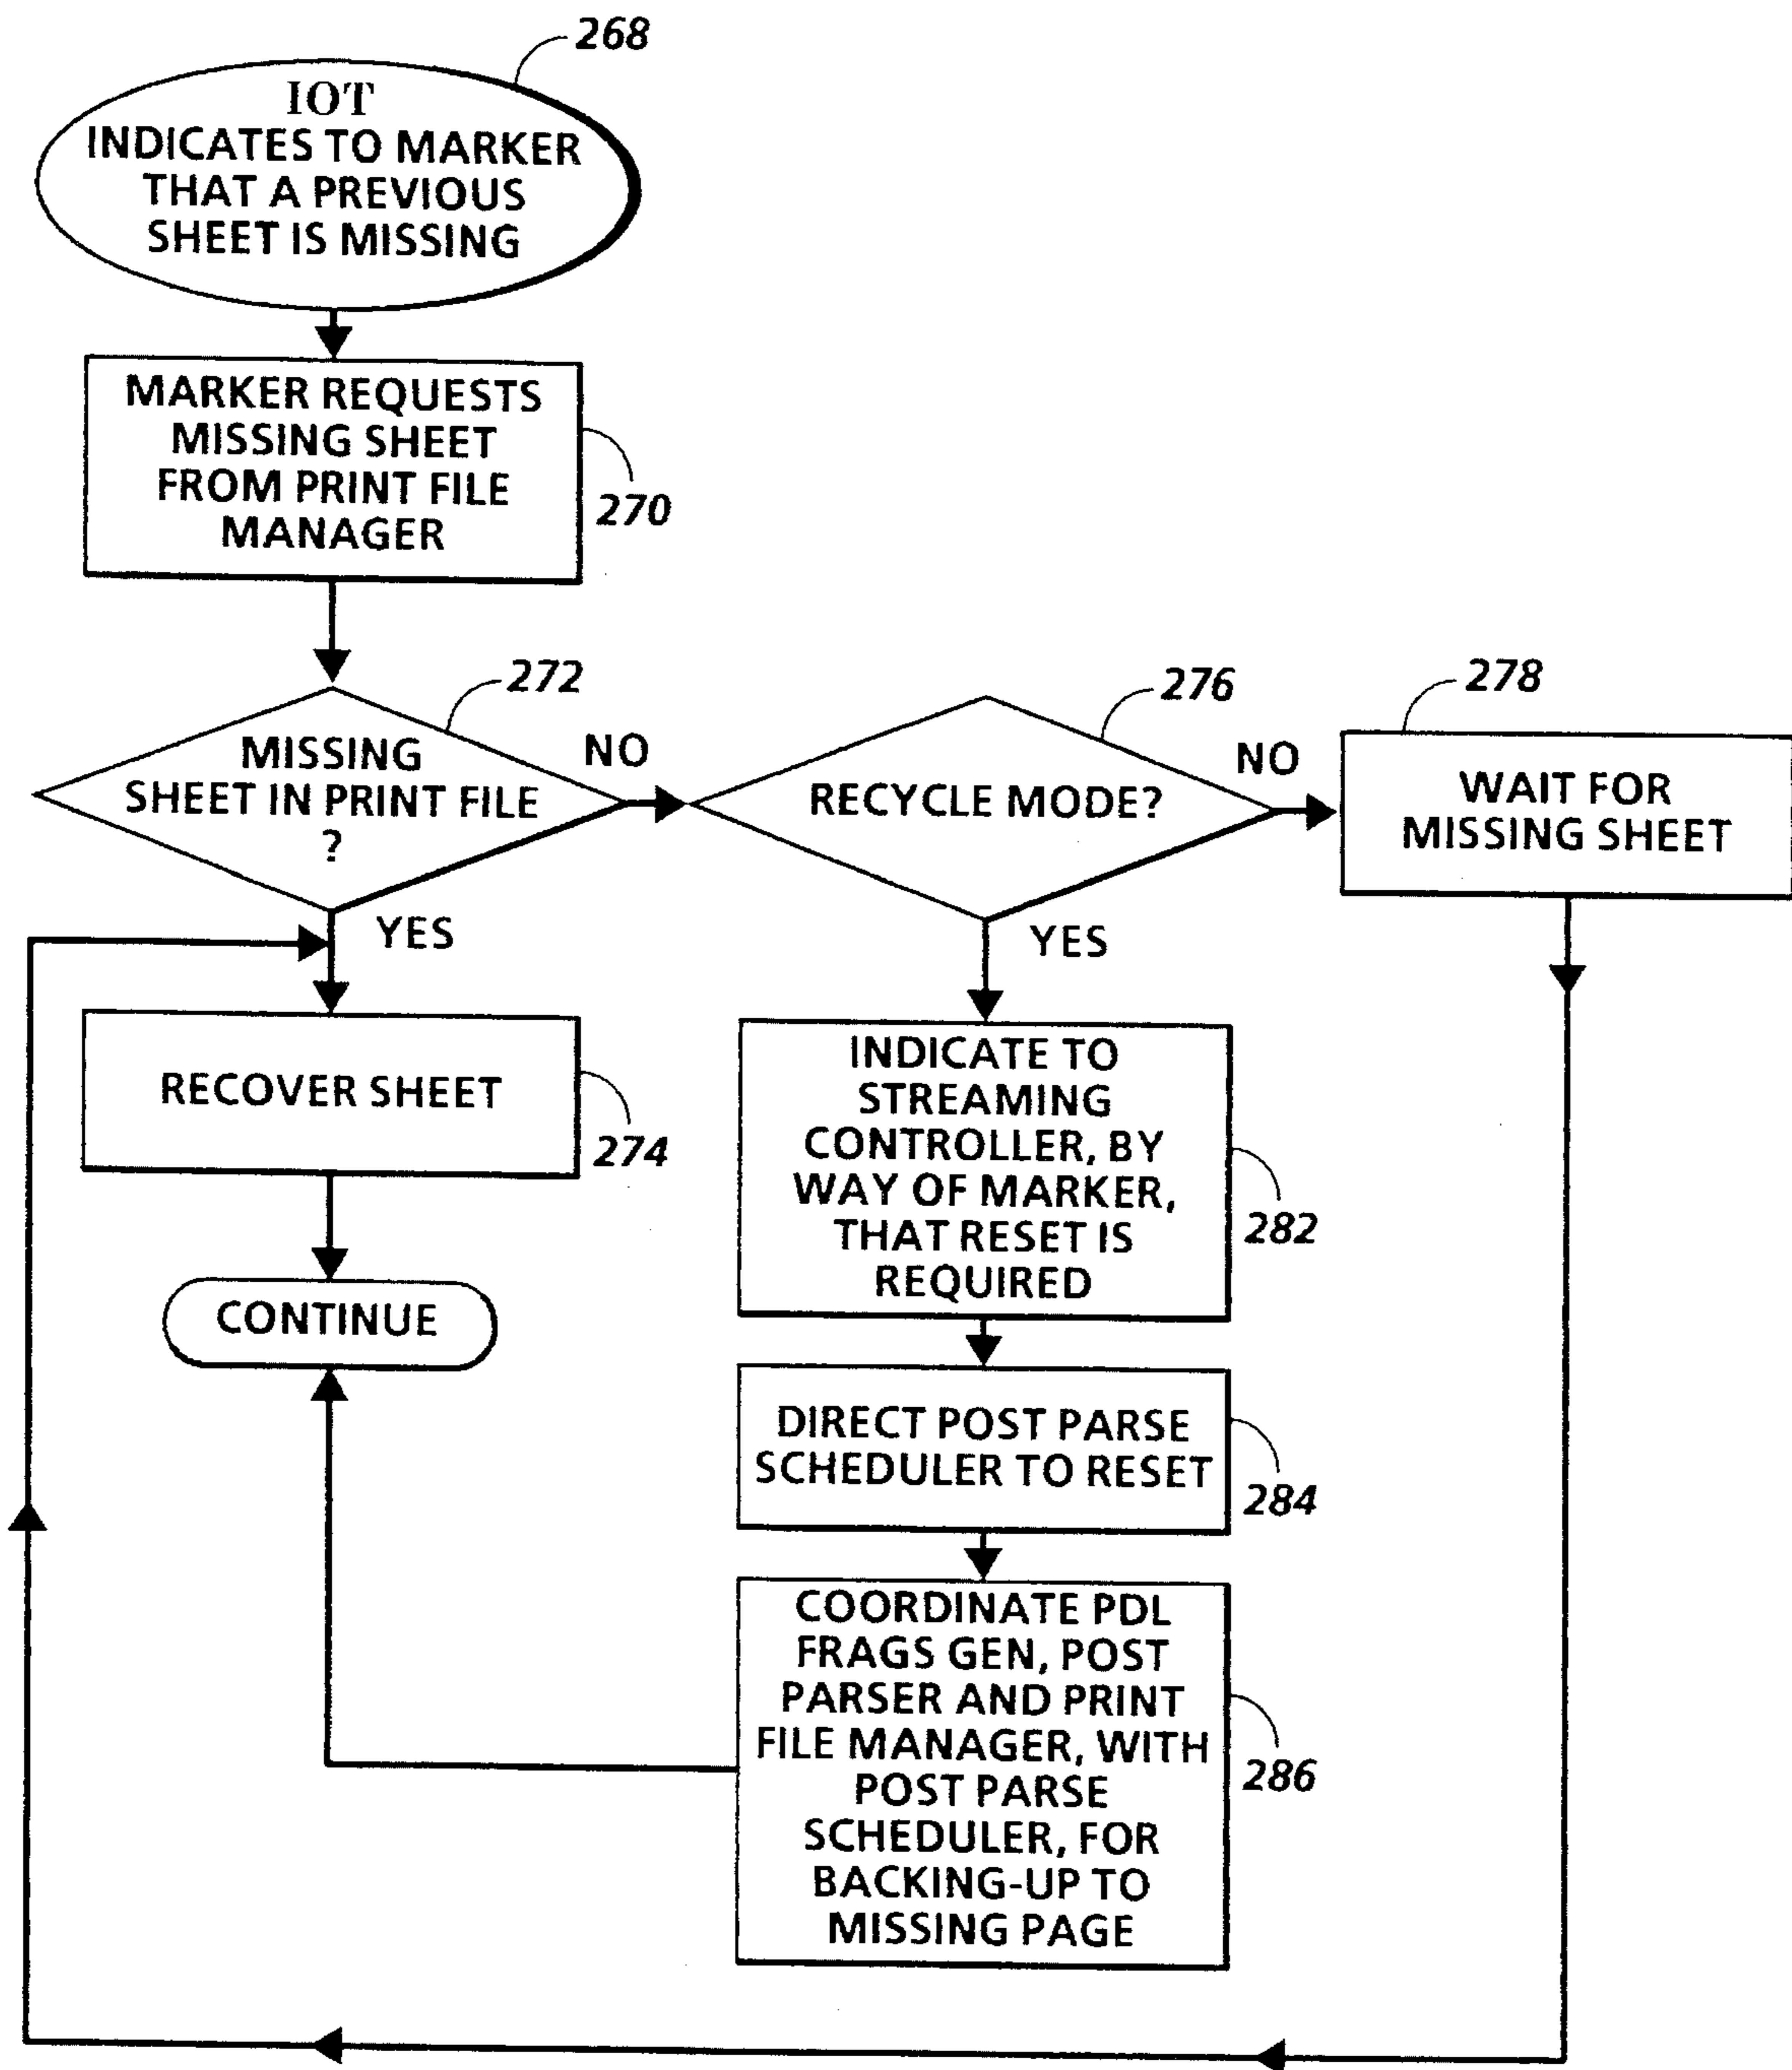 268
IOT
INDICATES TO MARKER
THAT A PREVIOUS
SHEET IS MISSING
MARKER REQUESTS
MISSING SHEET
FROM PRINT FILE
MANAGER
270
272
MISSING
SHEET IN PRINT FILE
?
NO
YES
276
RECYCLE MODE?
NO
YES
278
WAIT FOR
MISSING SHEET
RECOVER SHEET
274
CONTINUE
INDICATE TO
STREAMING
CONTROLLER, BY
WAY OF MARKER,
THAT RESET IS
REQUIRED
282
DIRECT POST PARSE
SCHEDULER TO RESET
284
COORDINATE PDL
FRAGS GEN, POST
PARSER AND PRINT
FILE MANAGER, WITH
POST PARSE
SCHEDULER, FOR
BACKING-UP TO
MISSING PAGE
286